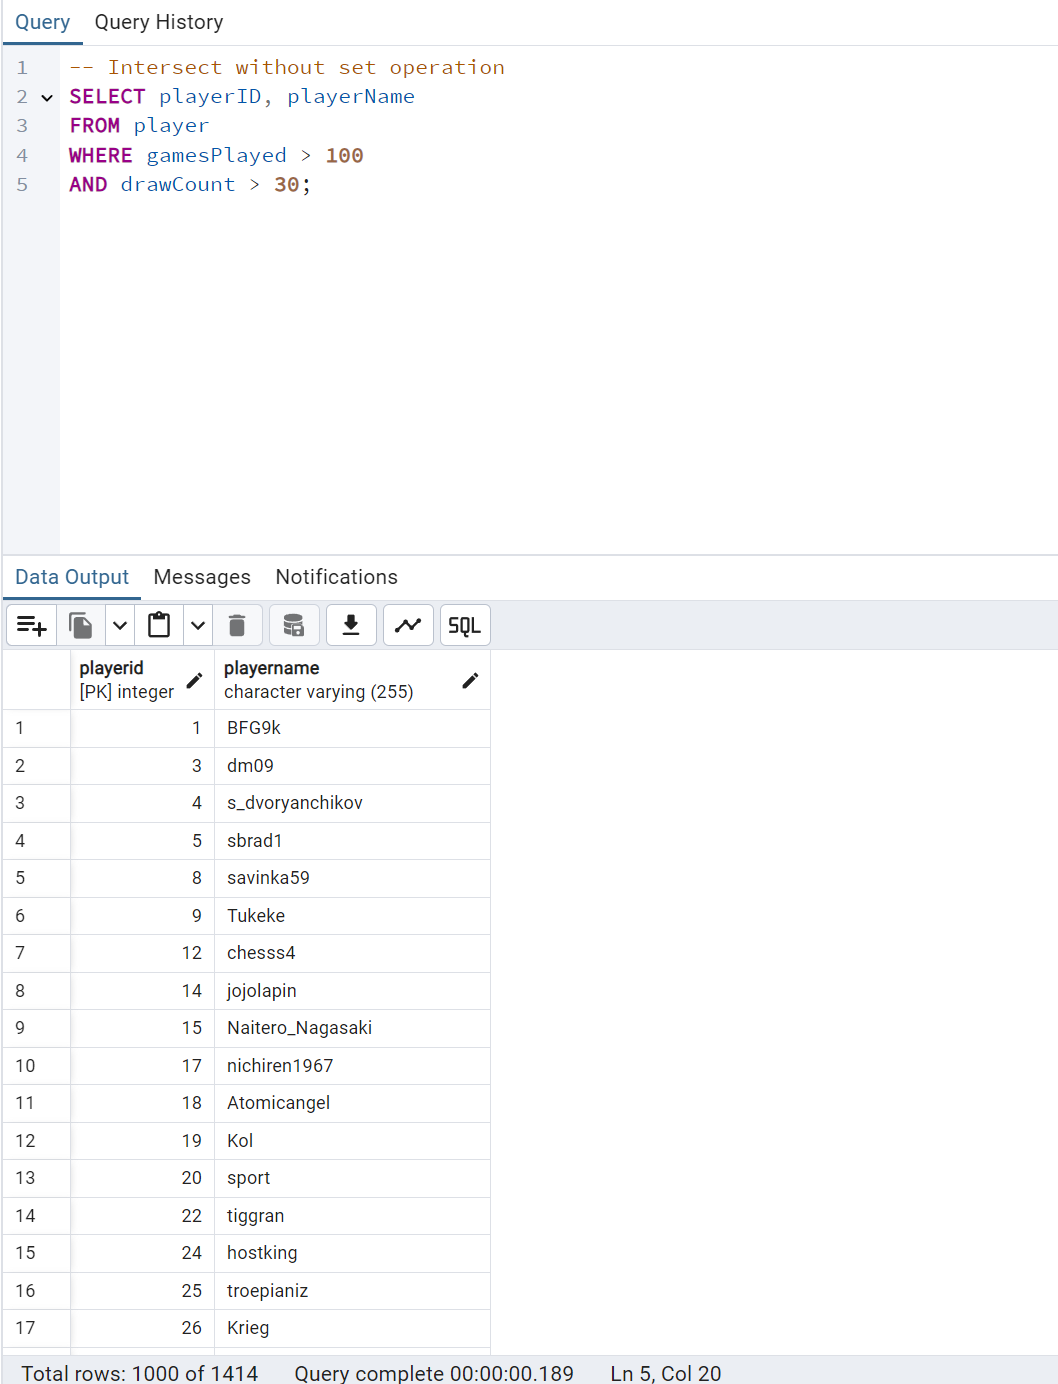 Query Query History
1 -- Intersect without set operation
2 SELECT playerID, playerName
3 FROM player
4 WHERE gamesPlayed > 100
5 AND drawCount > 30;
Data Output Messages Notifications
SQL
playerid playername
[PK] integer character varying (255)
1 1 BFG9k
2 3 dm09
3 4 s_dvoryanchikov
4 5 sbrad1
5 8 savinka59
6 9 Tukeke
7 12 chesss4
8 14 jojolapin
9 15 Naitero_Nagasaki
10 17 nichiren1967
11 18 Atomicangel
12 19 Kol
13 20 sport
14 22 tiggran
15 24 hostking
16 25 troepianiz
17 26 Krieg
Total rows: 1000 of 1414 Query complete 00:00:00.189 Ln 5, Col 20